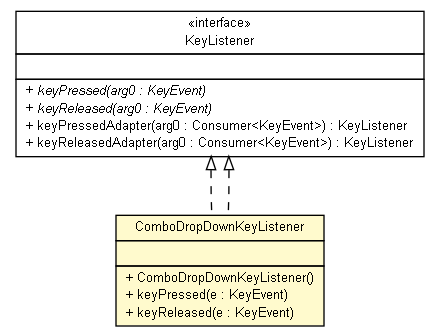 «interface»
KeyListener
+ keyPressed(arg0 : KeyEvent)
+ keyReleased(arg0 : KeyEvent)
+ keyPressedAdapter(arg0 : Consumer<KeyEvent>) : KeyListener
+ keyReleasedAdapter(arg0 : Consumer<KeyEvent>) : KeyListener
ComboDropDownKeyListener
+ ComboDropDownKeyListener()
+ keyPressed(e : KeyEvent)
+ keyReleased(e : KeyEvent)